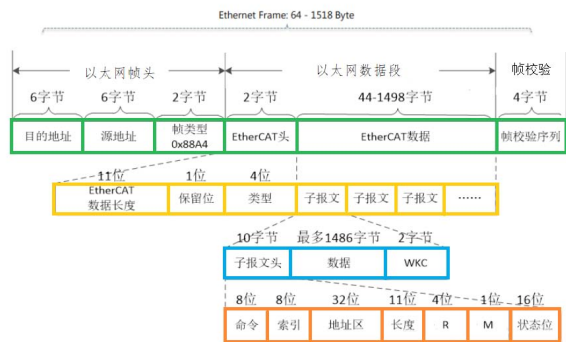 Ethernet Frame: 64 - 1518 Byte
以太网帧头 以太网数据段 帧校验
6字节 6字节 2字节 2字节 44-1498字节 4字节
目的地址 源地址 帧类型 0x88A4 EtherCAT头 EtherCAT数据 帧校验序列
11位 1位 4位
EtherCAT 数据长度 保留位 类型 子报文 子报文 子报文 ……
10字节 最多1486字节 2字节
子报文头 数据 WKC
8位 8位 32位 11位 4位 1位 16位
命令 索引 地址区 长度 R M 状态位